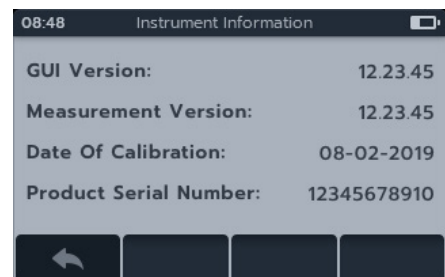 08:48 Instrument Information
GUI Version: 12.23.45
Measurement Version: 12.23.45
Date Of Calibration: 08-02-2019
Product Serial Number: 12345678910